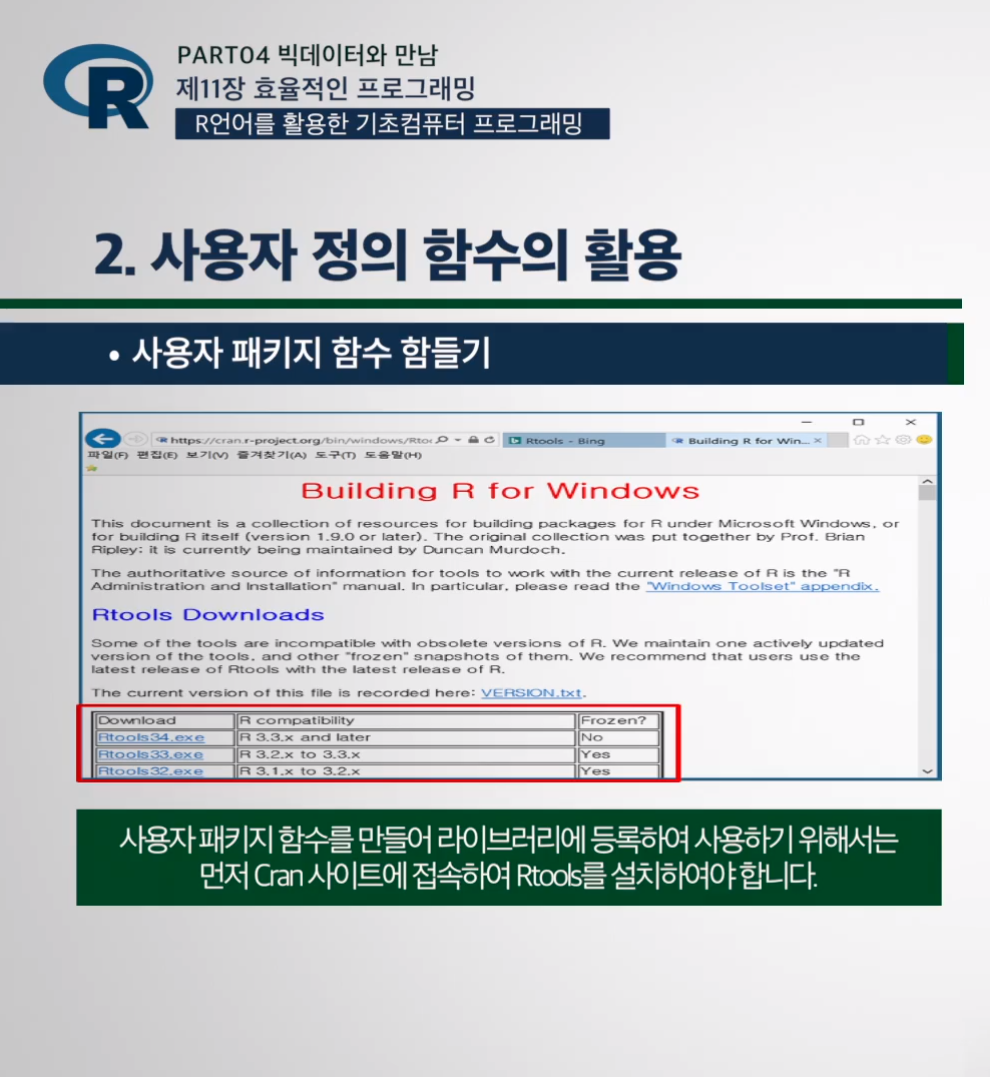 R
PART04 빅데이터와 만남
제11장 효율적인 프로그래밍
R언어를 활용한 기초컴퓨터 프로그래밍
2. 사용자 정의 함수의 활용
• 사용자 패키지 함수 함들기
https://cran.r-project.org/bin/windows/Rtoo
Rtools - Bing
Building R for Win...
파일(F) 편집(E) 보기(V) 즐겨찾기(A) 도구(T) 도움말(H)
Building R for Windows
This document is a collection of resources for building packages for R under Microsoft Windows, or
for building R itself (version 1.9.0 or later). The original collection was put together by Prof. Brian
Ripley; it is currently being maintained by Duncan Murdoch.
The authoritative source of information for tools to work with the current release of R is the "R
Administration and Installation" manual. In particular, please read the "Windows Toolset" appendix.
Rtools Downloads
Some of the tools are incompatible with obsolete versions of R. We maintain one actively updated
version of the tools, and other "frozen" snapshots of them. We recommend that users use the
latest release of Rtools with the latest release of R.
The current version of this file is recorded here: VERSION.txt.
Download R compatibility Frozen?
Rtools34.exe R 3.3.x and later No
Rtools33.exe R 3.2.x to 3.3.x Yes
Rtools32.exe R 3.1.x to 3.2.x Yes
사용자 패키지 함수를 만들어 라이브러리에 등록하여 사용하기 위해서는
먼저 Cran 사이트에 접속하여 Rtools를 설치하여야 합니다.